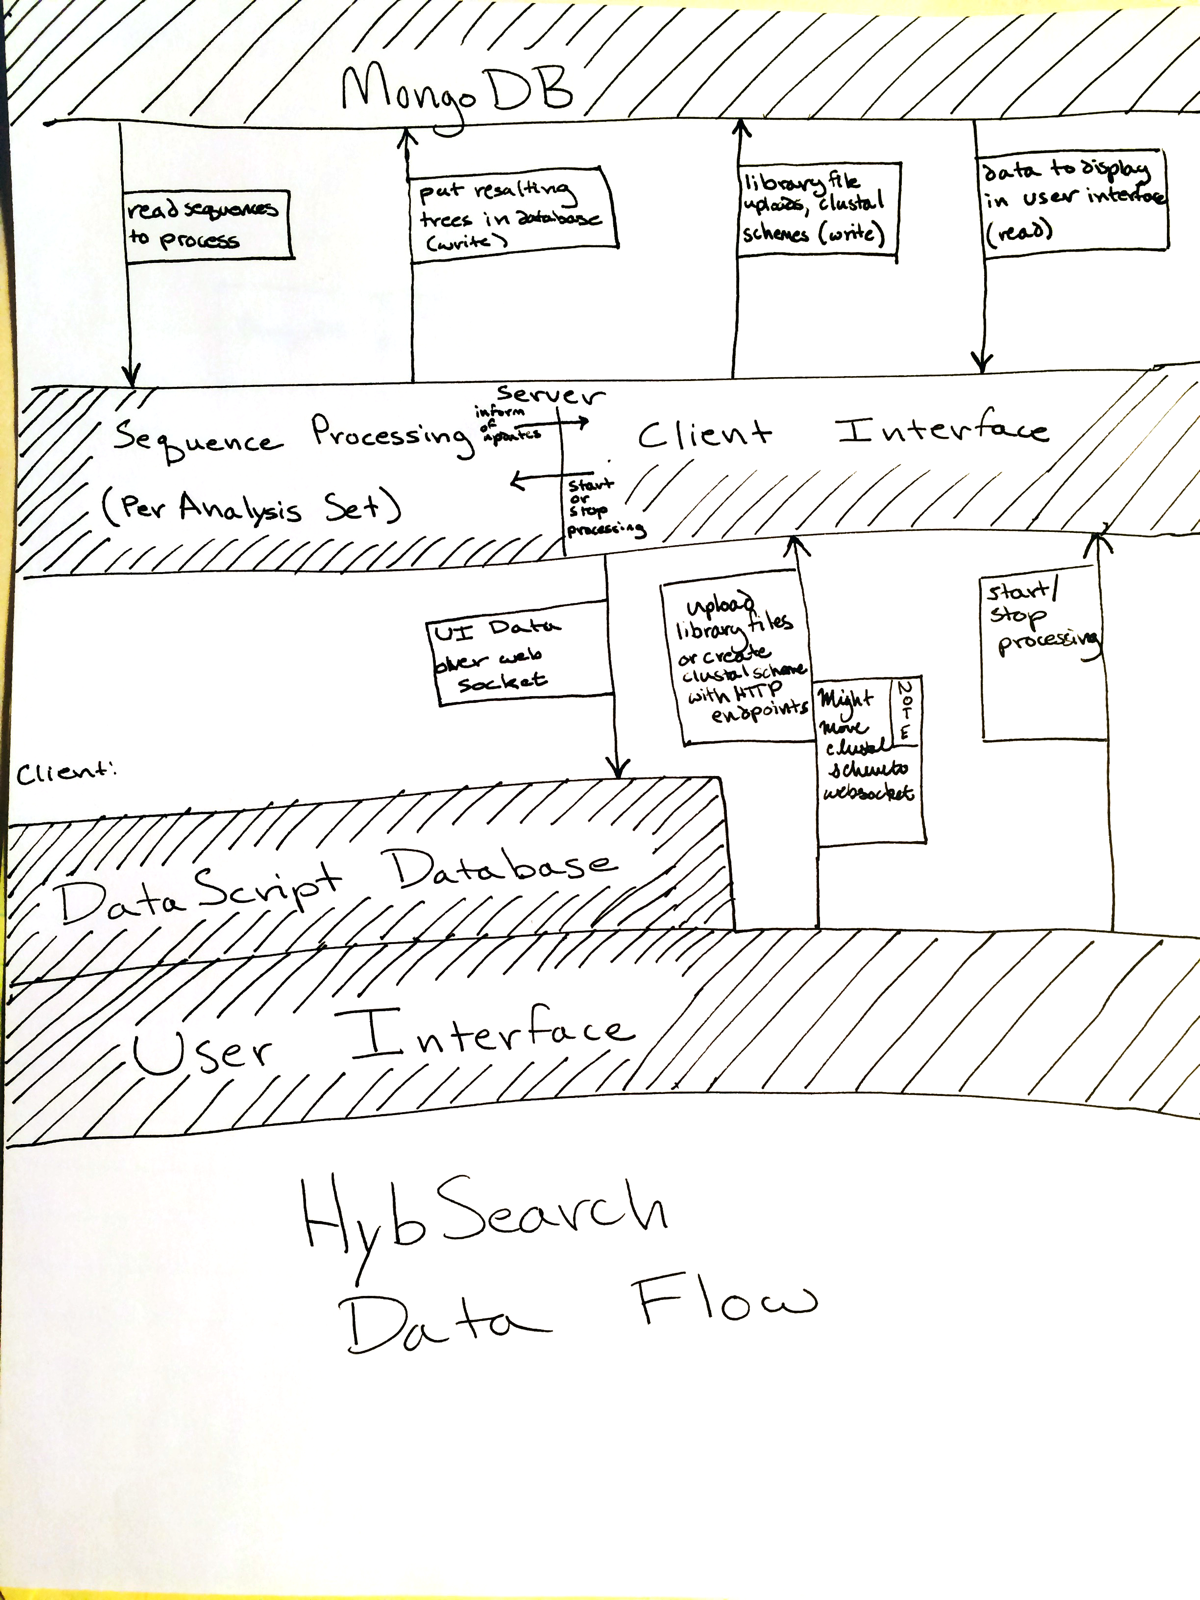 MongoDB
read sequences
to process
put resalting
trees in database
(write)
library file
uploads, clustal
schemes (write)
data to display
in user interface
(read)
Server
Sequence Processing
(Per Analysis Set)
inform
of
updates
start
or
stop
processing
Client Interface
UI Data
over web
socket
upload
library files
or create
clustal scheme
with HTTP
endpoints
NOTE
Might
move
clustal
scheme to
websocket
start/
stop
processing
Client:
DataScript Database
User Interface
HybSearch
Data Flow